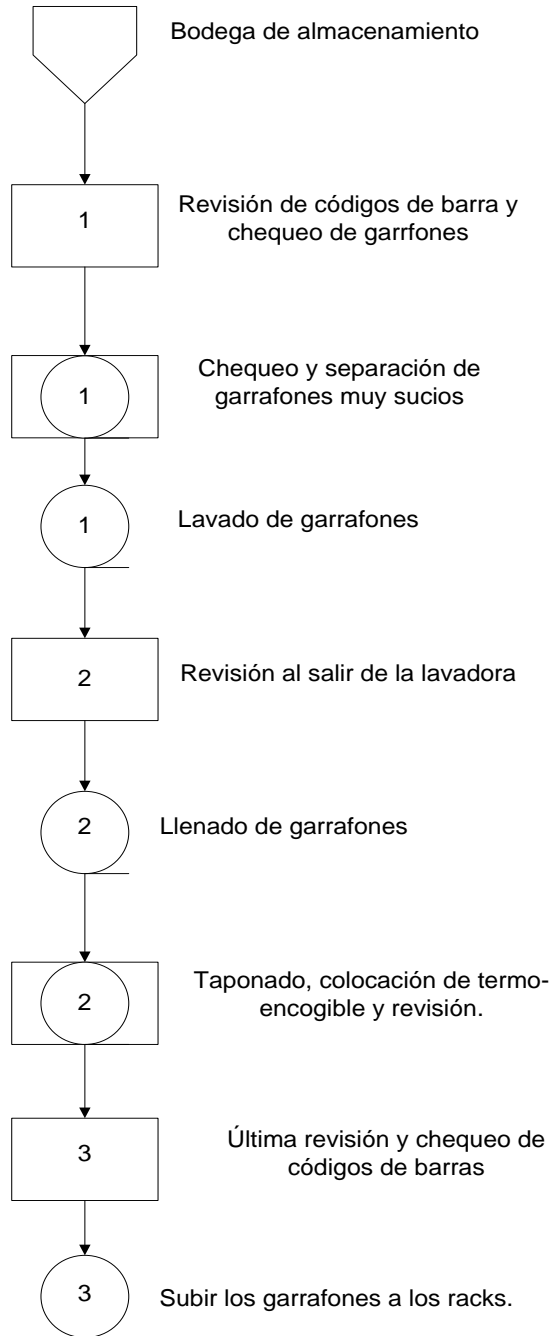 Bodega de almacenamiento
1
Revisión de códigos de barra y
chequeo de garrfones
1
Chequeo y separación de
garrafones muy sucios
1
Lavado de garrafones
2
Revisión al salir de la lavadora
2
Llenado de garrafones
2
Taponado, colocación de termo-
encogible y revisión.
3
Última revisión y chequeo de
códigos de barras
3
Subir los garrafones a los racks.